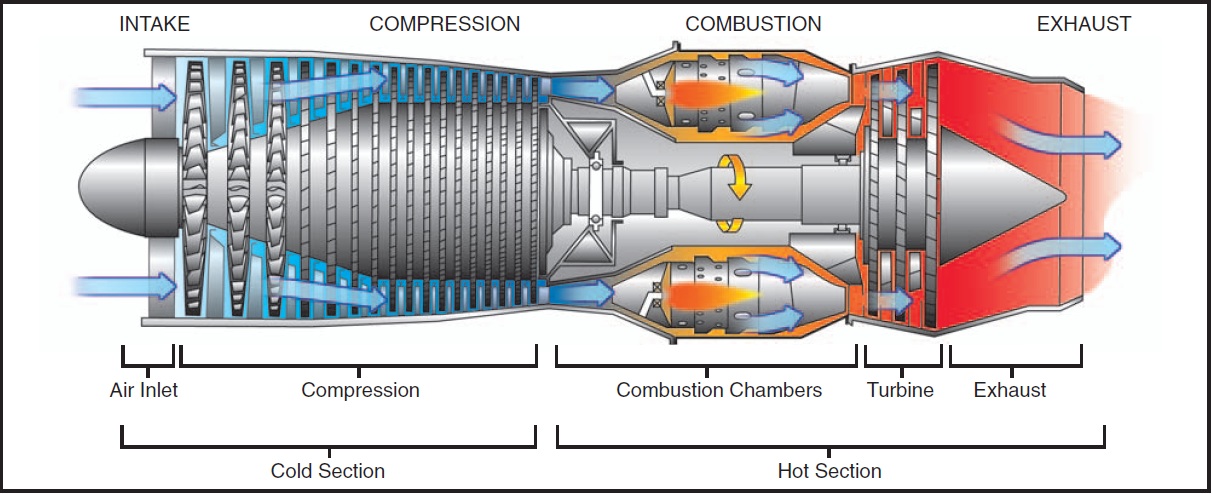 INTAKE
COMPRESSION
COMBUSTION
EXHAUST
Air Inlet
Compression
Combustion Chambers
Turbine
Exhaust
Cold Section
Hot Section